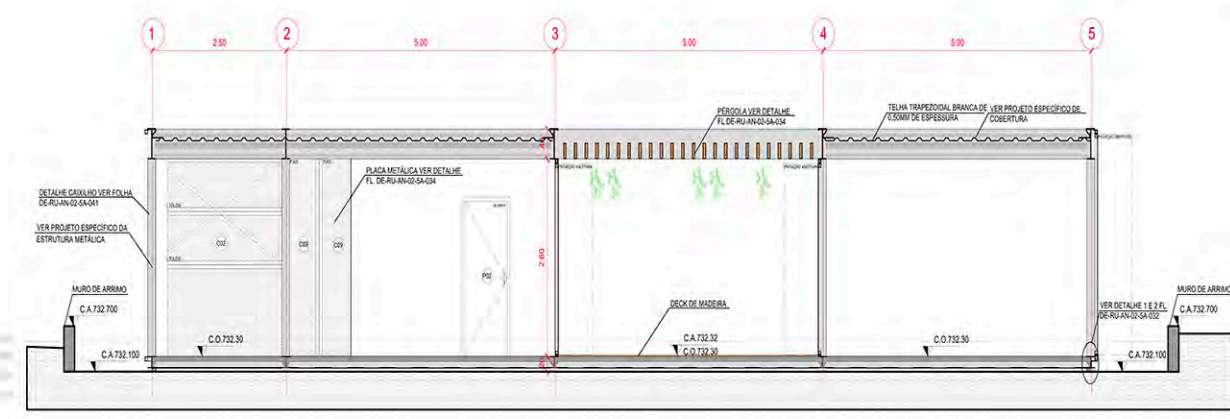 1 2 3 4 5
2.50 5.00 5.00 5.00
PÉRGOLA VER DETALHE
FL.DE-RU-AN-02-5A-034
TELHA TRAPEZOIDAL BRANCA DE
0.50MM DE ESPESSURA
VER PROJETO ESPECÍFICO DE
COBERTURA
PLACA METÁLICA VER DETALHE
FL. DE-RU-AN-02-5A-034
DETALHE CAIXILHO VER FOLHA
DE-RU-AN-02-5A-041
VER PROJETO ESPECÍFICO DA
ESTRUTURA METÁLICA
C02
C09
P02
2.60
MURO DE ARRIMO
C.A.732.700
C.A.732.100
C.O.732.30
DECK DE MADEIRA
C.A.732.32
C.O.732.30
C.O.732.30
VER DETALHE 1 E 2 FL.
DE-RU-AN-02-5A-032
MURO DE ARRIMO
C.A.732.700
C.A.732.100